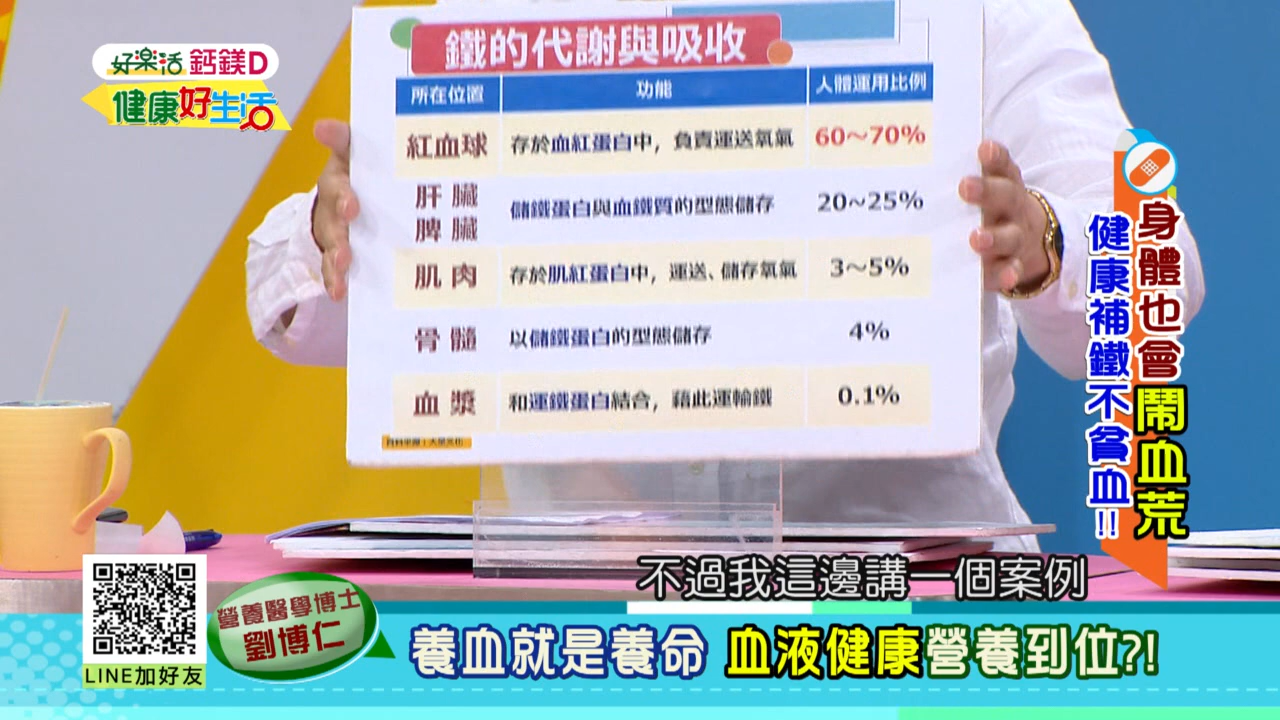 好樂活 鈣鎂D
健康好生活
鐵的代謝與吸收
所在位置 功能 人體運用比例
紅血球 存於血紅蛋白中，負責運送氧氣 60～70%
肝臟 脾臟 儲鐵蛋白與血鐵質的型態儲存 20~25%
肌肉 存於肌紅蛋白中，運送、儲存氧氣 3～5%
骨髓 以儲鐵蛋白的型態儲存 4%
血漿 和運鐵蛋白結合，藉此運輸鐵 0.1%
身體也會鬧血荒
健康補鐵不貧血!!
不過我這邊講一個案例
營養醫學博士
劉博仁
養血就是養命 血液健康營養到位?!
LINE加好友